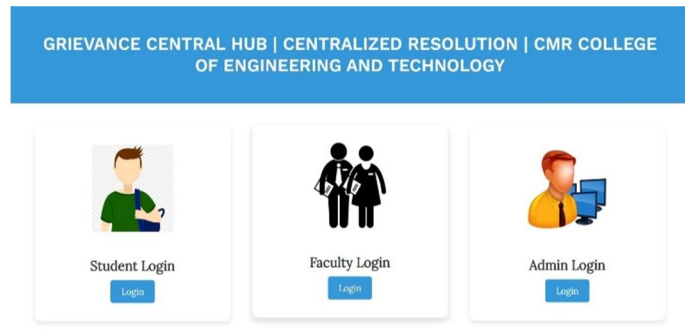 GRIEVANCE CENTRAL HUB | CENTRALIZED RESOLUTION | CMR COLLEGE
OF ENGINEERING AND TECHNOLOGY
Student Login
Login
Faculty Login
Login
Admin Login
Login